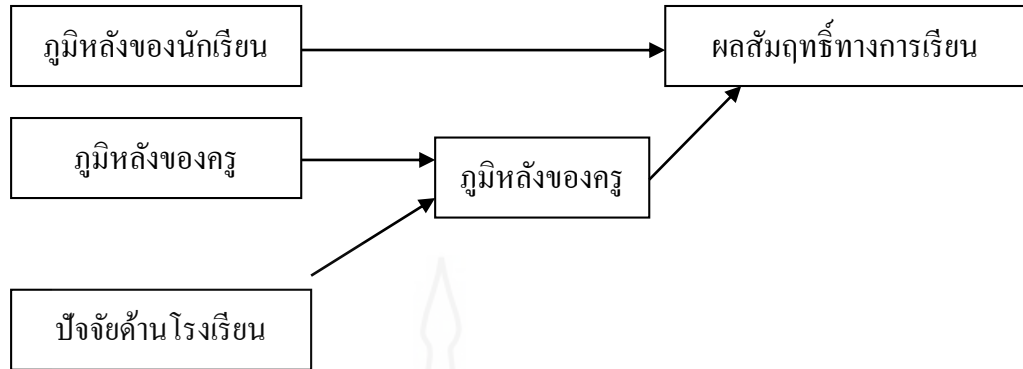 ภูมิหลังของนักเรียน
ผลสัมฤทธิ์ทางการเรียน
ภูมิหลังของครู
ภูมิหลังของครู
ปัจจัยด้านโรงเรียน